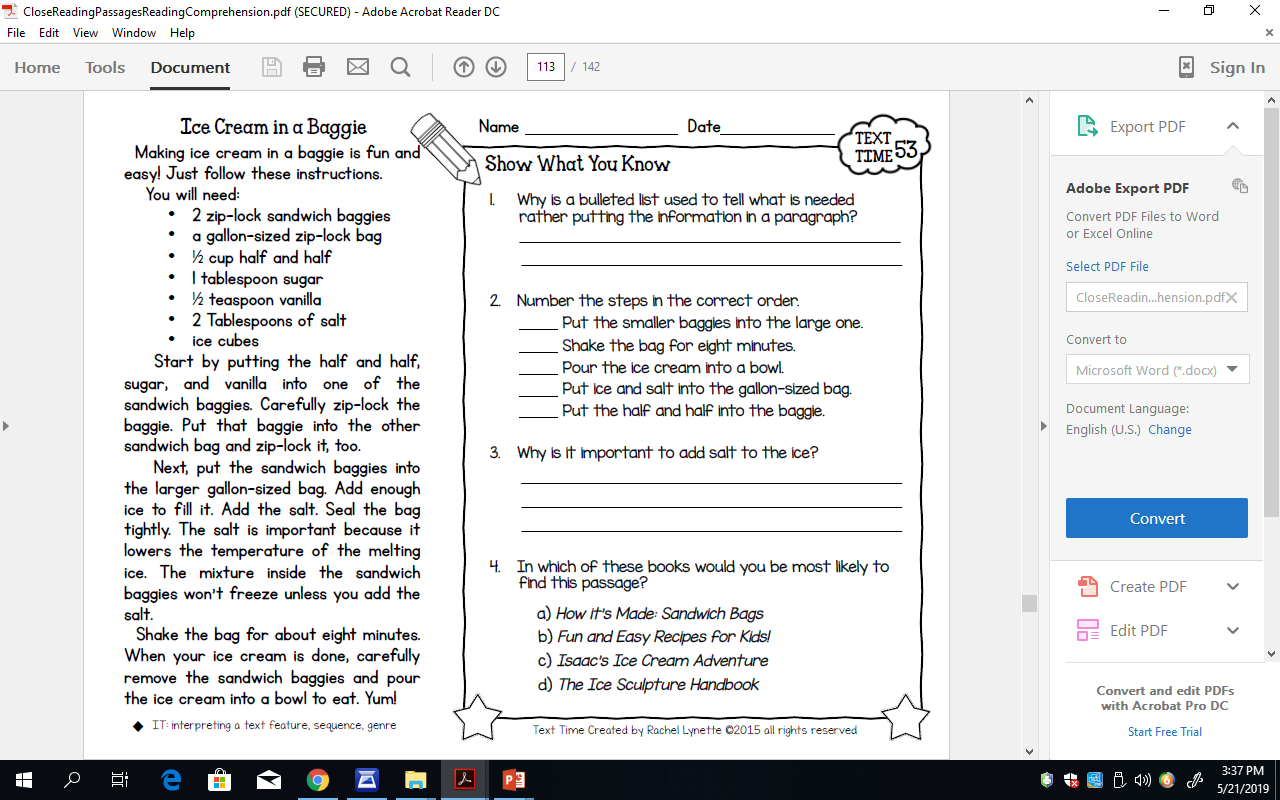 CloseReadingPassagesReadingComprehension.pdf (SECURED) - Adobe Acrobat Reader DC
File Edit View Window Help
Home Tools Document 113 / 142 Sign In
Ice Cream in a Baggie
Making ice cream in a baggie is fun and
easy! Just follow these instructions.
You will need:
• 2 zip-lock sandwich baggies
• a gallon-sized zip-lock bag
• ½ cup half and half
• 1 tablespoon sugar
• ½ teaspoon vanilla
• 2 Tablespoons of salt
• ice cubes
Start by putting the half and half,
sugar, and vanilla into one of the
sandwich baggies. Carefully zip-lock the
baggie. Put that baggie into the other
sandwich bag and zip-lock it, too.
Next, put the sandwich baggies into
the larger gallon-sized bag. Add enough
ice to fill it. Add the salt. Seal the bag
tightly. The salt is important because it
lowers the temperature of the melting
ice. The mixture inside the sandwich
baggies won't freeze unless you add the
salt.
Shake the bag for about eight minutes.
When your ice cream is done, carefully
remove the sandwich baggies and pour
the ice cream into a bowl to eat. Yum!
◆ IT: interpreting a text feature, sequence, genre
Name ____________ Date____________
TEXT
TIME 53
Show What You Know
1. Why is a bulleted list used to tell what is needed
rather putting the information in a paragraph?
2. Number the steps in the correct order.
_____ Put the smaller baggies into the large one.
_____ Shake the bag for eight minutes.
_____ Pour the ice cream into a bowl.
_____ Put ice and salt into the gallon-sized bag.
_____ Put the half and half into the baggie.
3. Why is it important to add salt to the ice?
4. In which of these books would you be most likely to
find this passage?
a) How it's Made: Sandwich Bags
b) Fun and Easy Recipes for Kids!
c) Isaac's Ice Cream Adventure
d) The Ice Sculpture Handbook
Text Time Created by Rachel Lynette ©2015 all rights reserved
Export PDF
Adobe Export PDF
Convert PDF Files to Word
or Excel Online
Select PDF File
CloseReadin...hension.pdf
Convert to
Microsoft Word (*.docx)
Document Language:
English (U.S.) Change
Convert
Create PDF
Edit PDF
Convert and edit PDFs
with Acrobat Pro DC
Start Free Trial
3:37 PM
5/21/2019